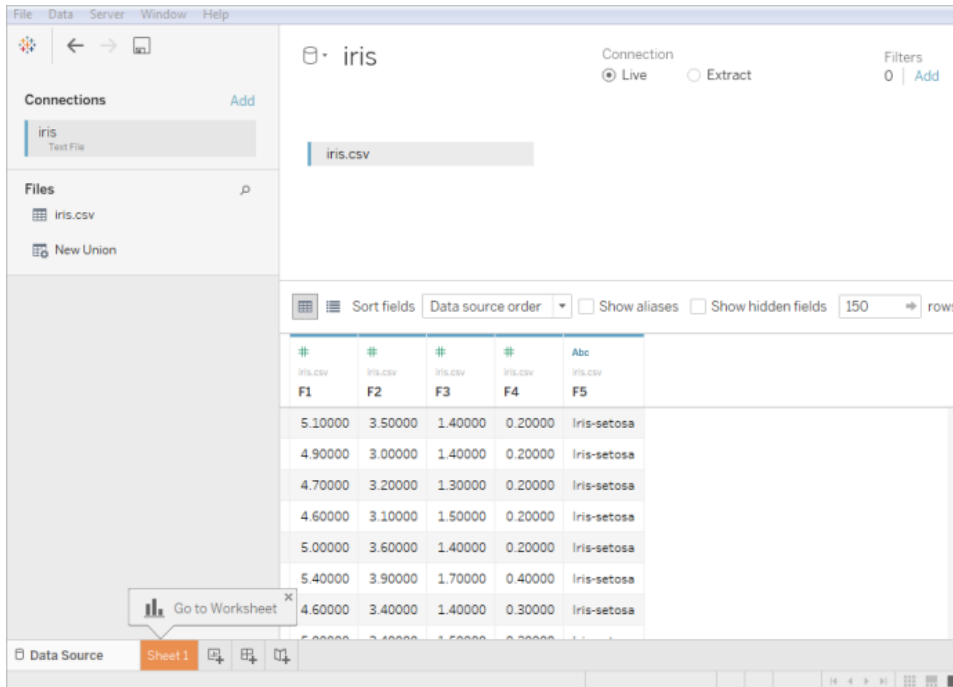 File Data Server Window Help
Connections Add
iris
Text File
Files
iris.csv
New Union
iris
Connection
Live Extract
Filters
0 Add
iris.csv
Sort fields Data source order Show aliases Show hidden fields 150 rows
Abc
iris.csv iris.csv iris.csv iris.csv iris.csv
F1 F2 F3 F4 F5
5.10000 3.50000 1.40000 0.20000 Iris-setosa
4.90000 3.00000 1.40000 0.20000 Iris-setosa
4.70000 3.20000 1.30000 0.20000 Iris-setosa
4.60000 3.10000 1.50000 0.20000 Iris-setosa
5.00000 3.60000 1.40000 0.20000 Iris-setosa
5.40000 3.90000 1.70000 0.40000 Iris-setosa
4.60000 3.40000 1.40000 0.30000 Iris-setosa
Go to Worksheet
Data Source Sheet 1